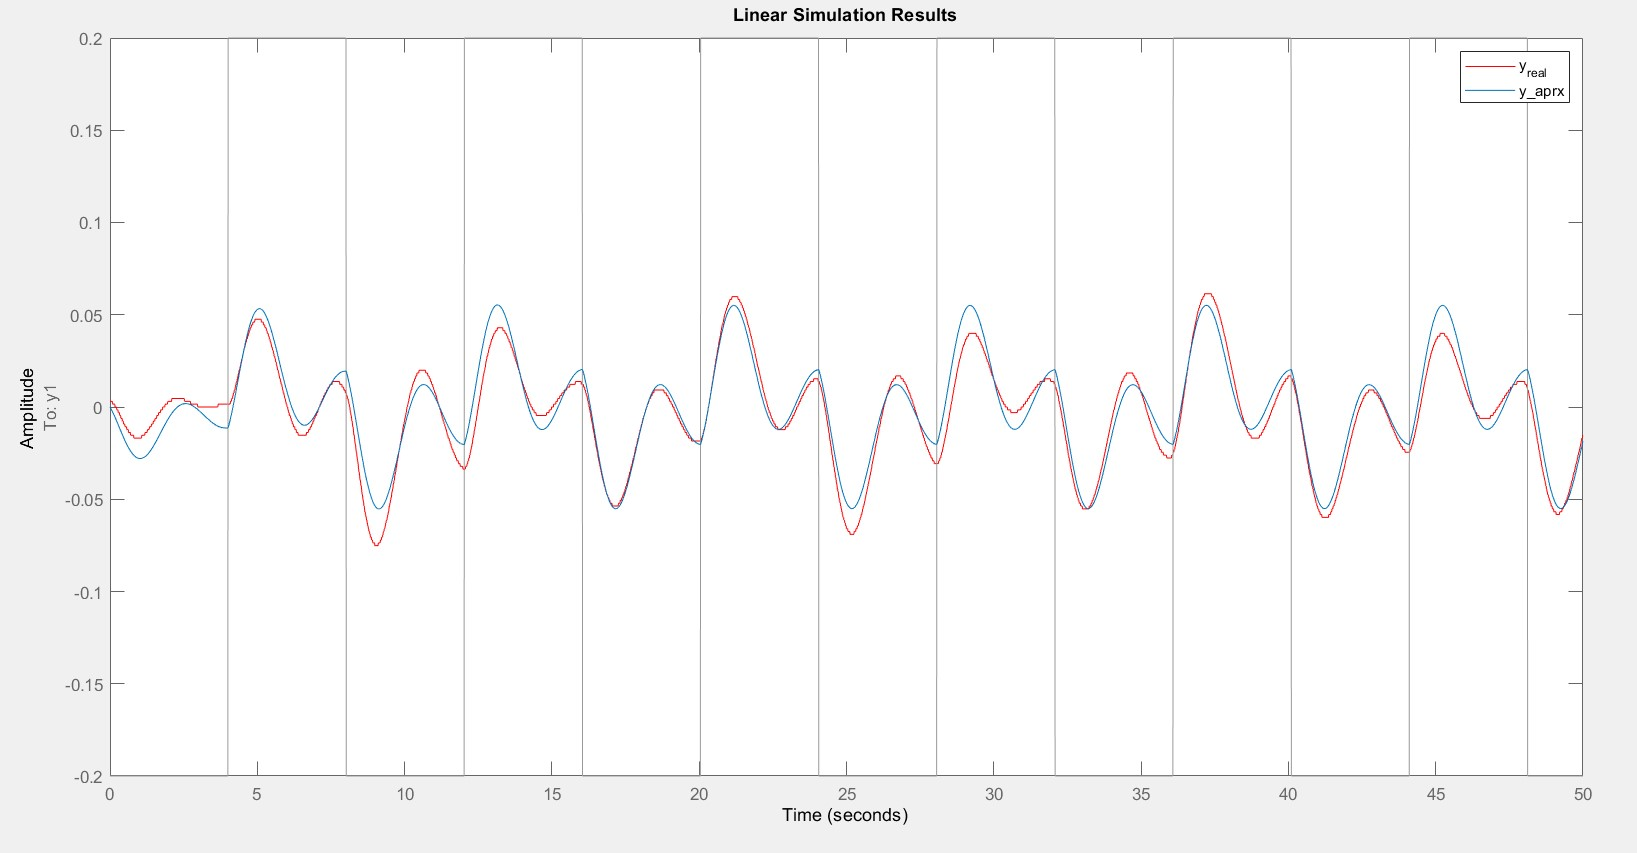 Linear Simulation Results
y_real
y_aprx
0.2
0.15
0.1
0.05
0
-0.05
-0.1
-0.15
-0.2
Amplitude
To: y1
0 5 10 15 20 25 30 35 40 45 50
Time (seconds)